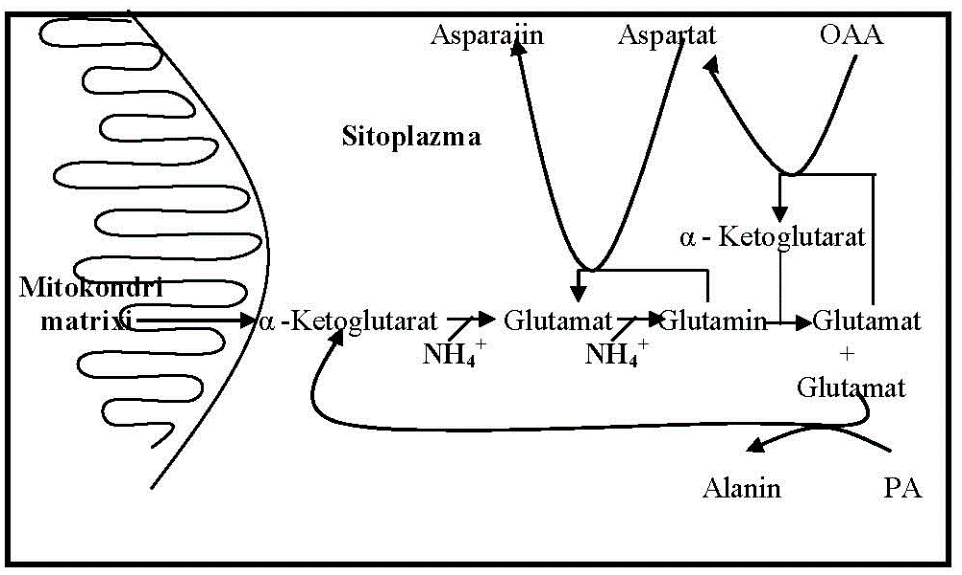 Asparajin Aspartat OAA
Sitoplazma
α - Ketoglutarat
Mitokondri
matrixi
α -Ketoglutarat Glutamat Glutamin Glutamat
NH₄⁺ NH₄⁺ +
Glutamat
Alanin PA